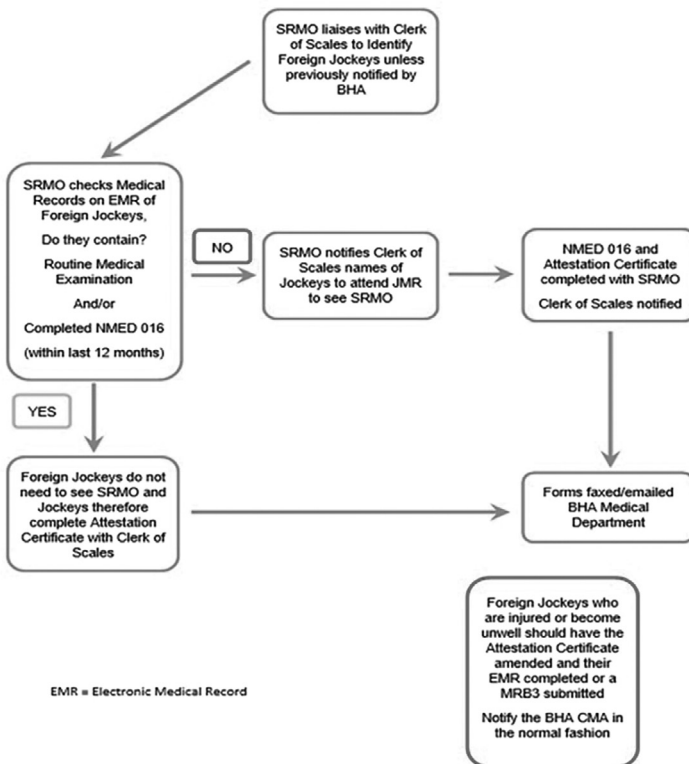 SRMO liaises with Clerk
of Scales to Identify
Foreign Jockeys unless
previously notified by
BHA
SRMO checks Medical
Records on EMR of
Foreign Jockeys,
Do they contain?
Routine Medical
Examination
And/or
Completed NMED 016
(within last 12 months)
NO
SRMO notifies Clerk of
Scales names of
Jockeys to attend JMR
to see SRMO
NMED 016 and
Attestation Certificate
completed with SRMO
Clerk of Scales notified
YES
Foreign Jockeys do not
need to see SRMO and
Jockeys therefore
complete Attestation
Certificate with Clerk of
Scales
Forms faxed/emailed
BHA Medical
Department
Foreign Jockeys who
are injured or become
unwell should have the
Attestation Certificate
amended and their
EMR completed or a
MRB3 submitted
Notify the BHA CMA in
the normal fashion
EMR = Electronic Medical Record